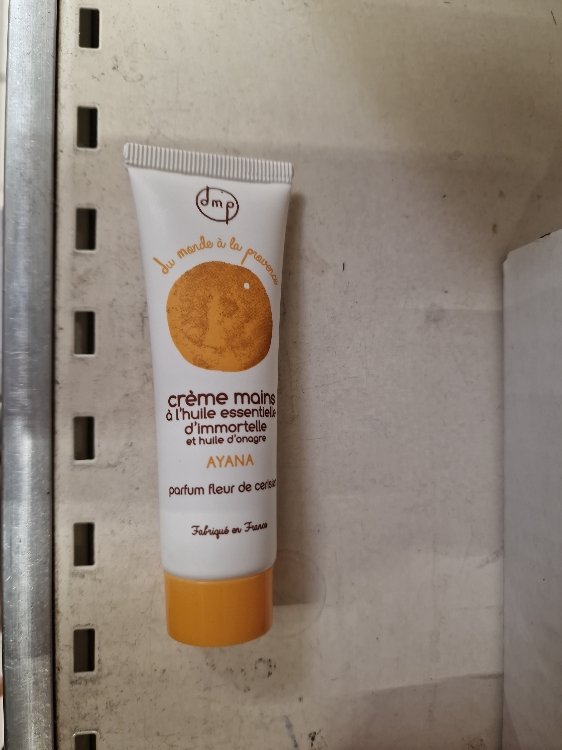 dmp
du monde à la provence
crème mains
à l'huile essentielle
d'immortelle
et huile d'onagre
AYANA
parfum fleur de cerisier
Fabriqué en France